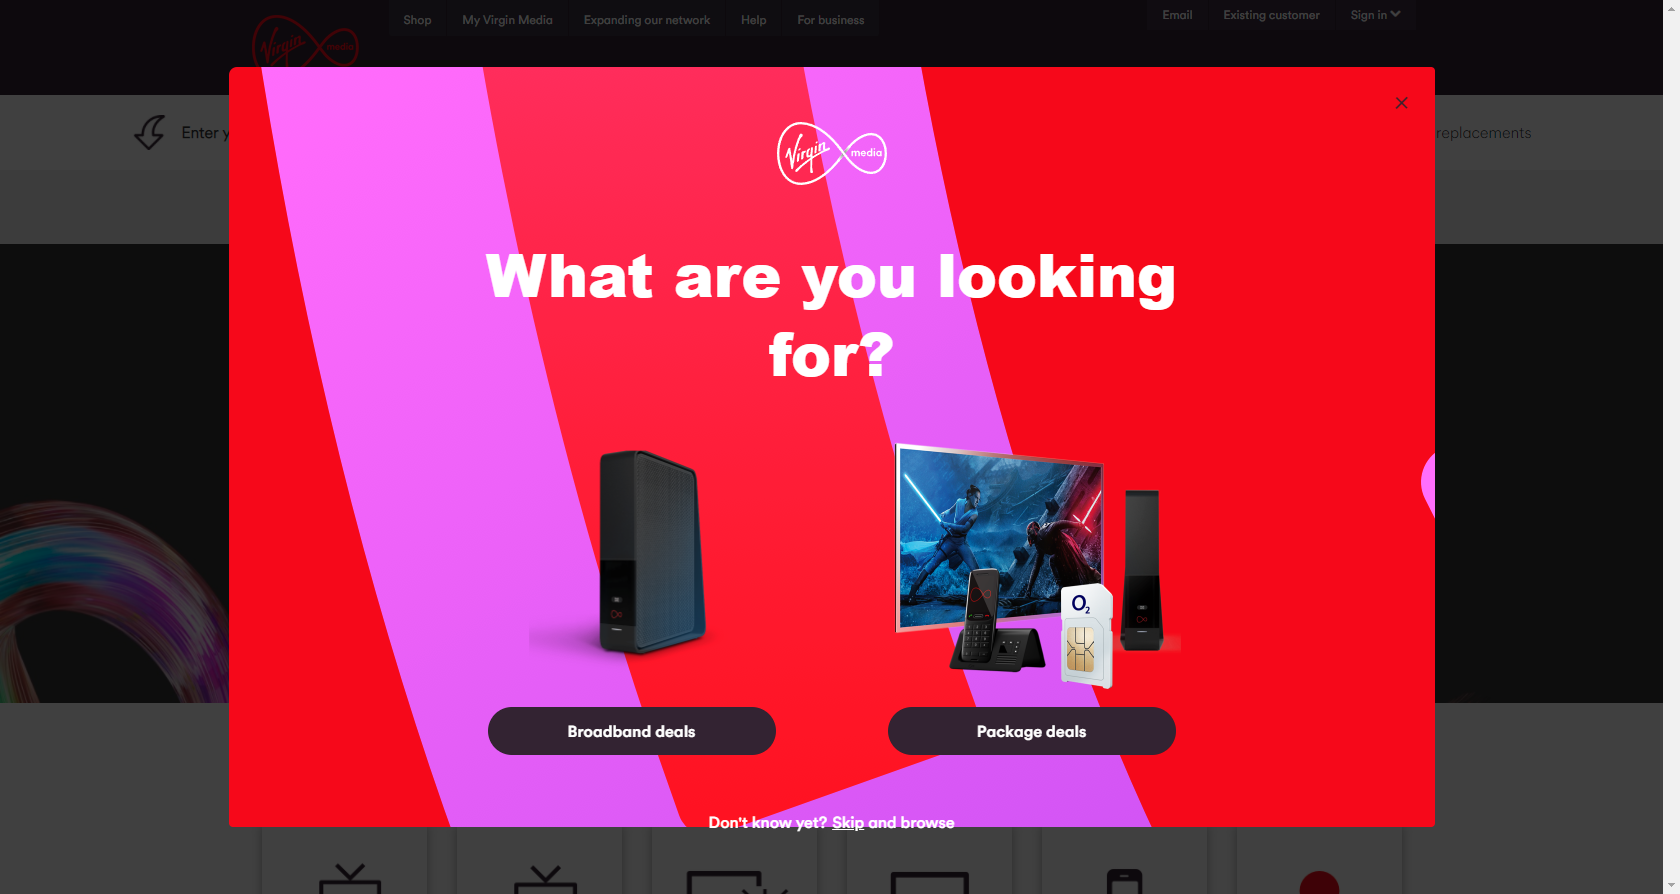 Shop My Virgin Media Expanding our network Help For business
Email Existing customer Sign in
Virgin media
Enter
replacements
Virgin media
What are you looking
for?
O2
Broadband deals
Package deals
Don't know yet? Skip and browse